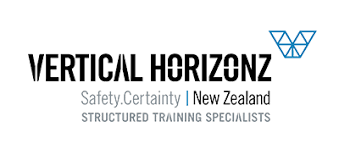 VERTICAL HORIZONZ
Safety.Certainty | New Zealand
STRUCTURED TRAINING SPECIALISTS